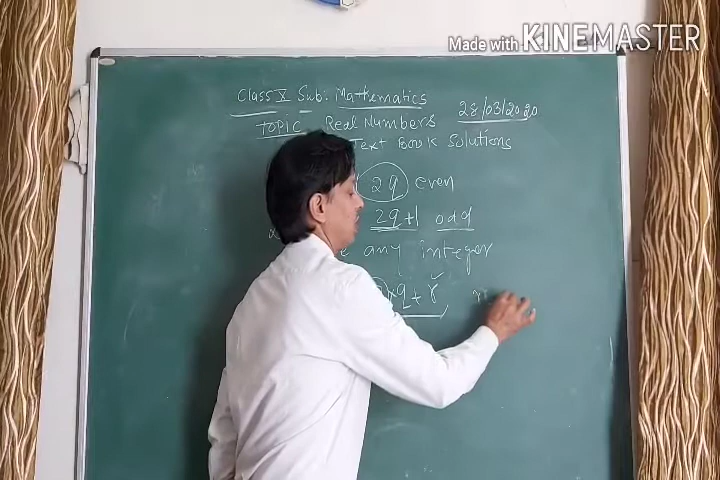 Made with KINEMASTER
Class X Sub: Mathematics
28/03/2020
TOPIC Real Numbers
Text Book Solutions
2q even
2q+1 odd
any integer
q + r